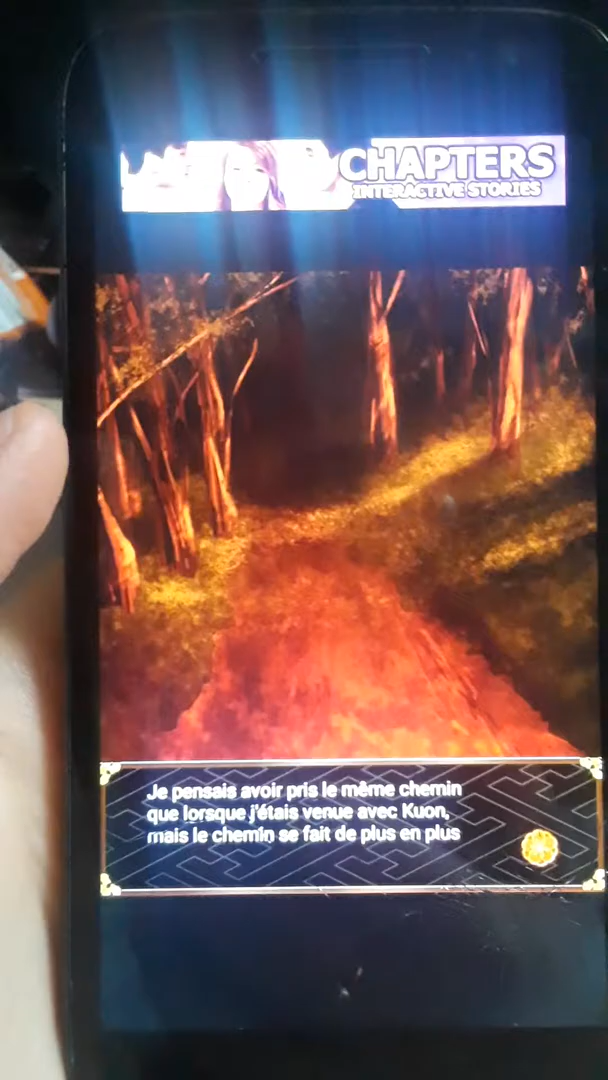 CHAPTERS
INTERACTIVE STORIES
Je pensais avoir pris le même chemin
que lorsque j'étais venue avec Kuon,
mais le chemin se fait de plus en plus